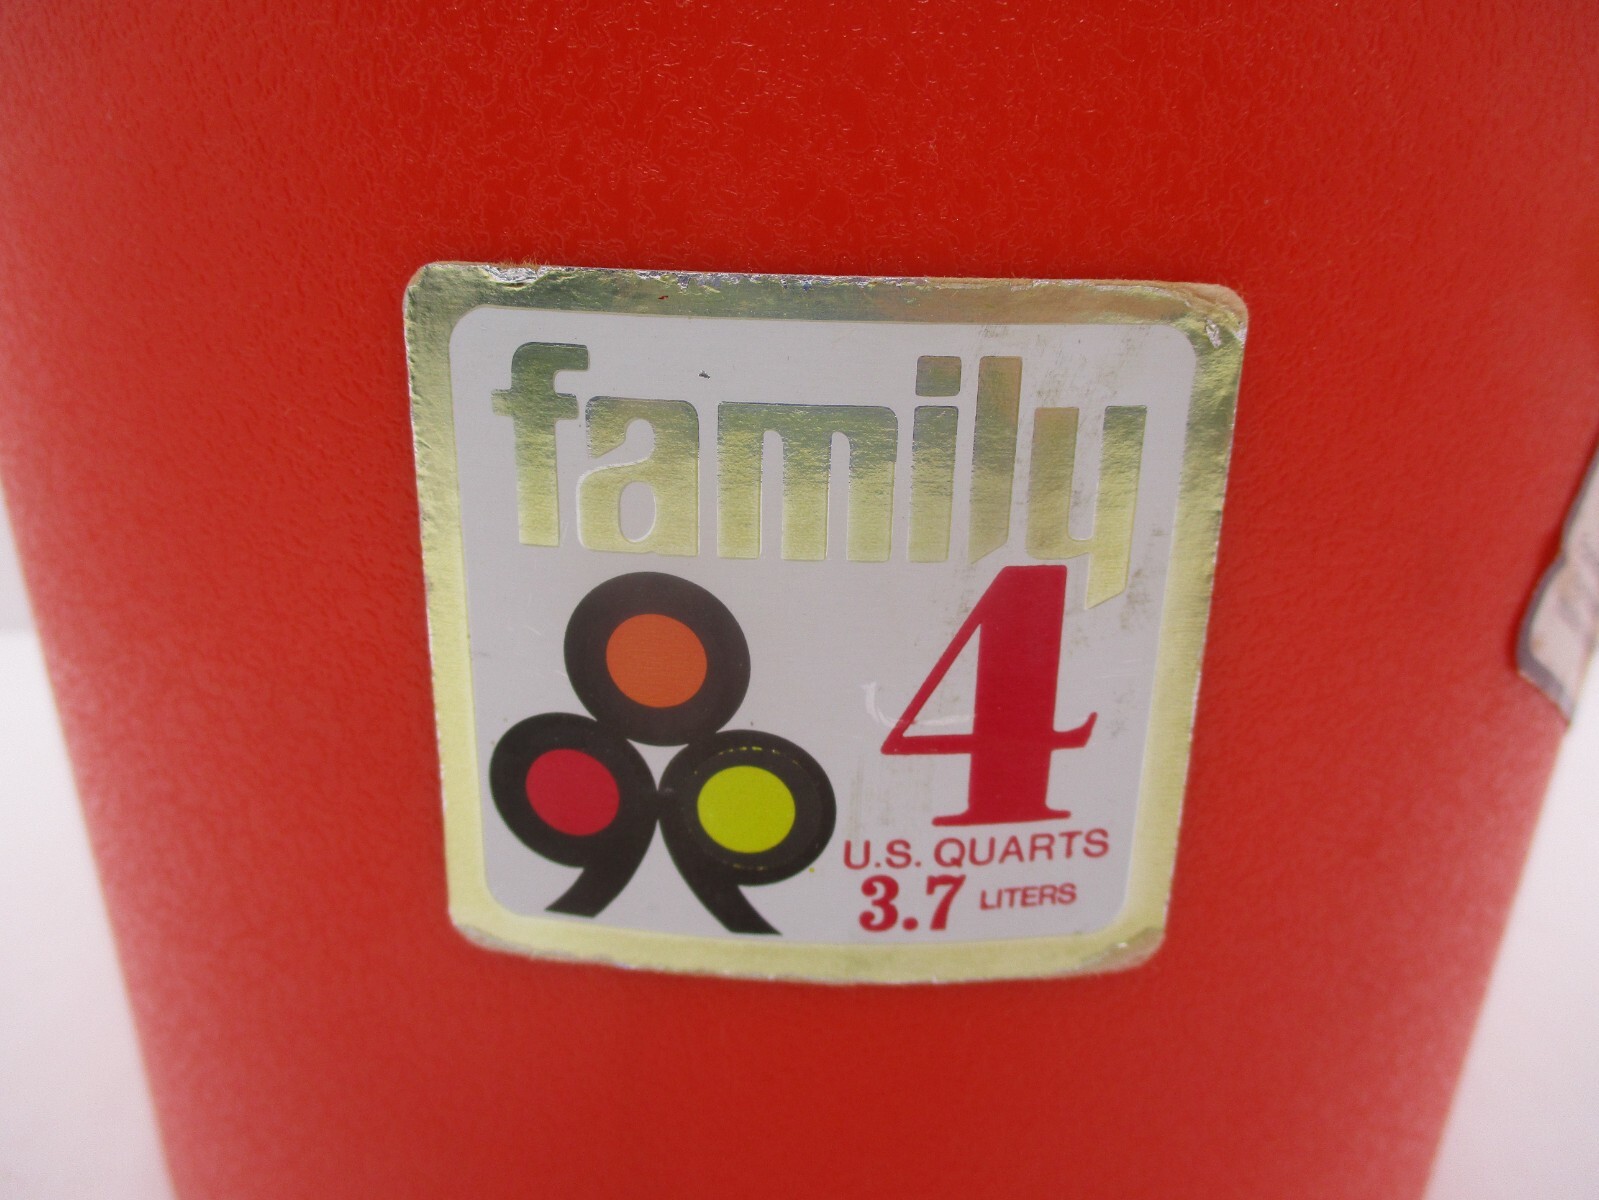 family
4
U.S. QUARTS
3.7 LITERS